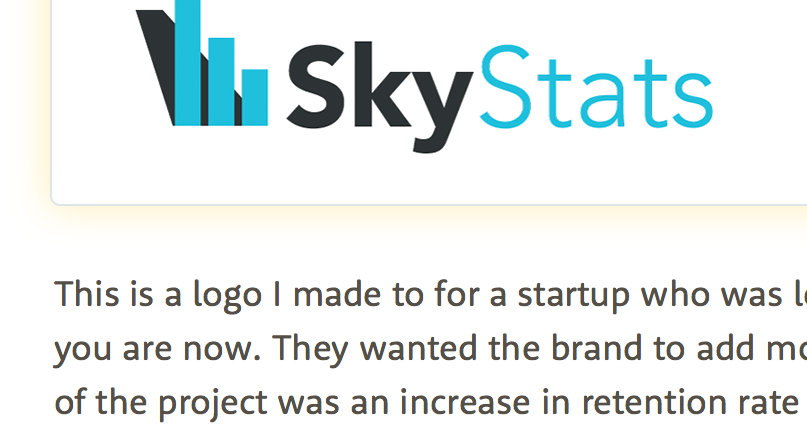 SkyStats
This is a logo I made to for a startup who was
you are now. They wanted the brand to add
of the project was an increase in retention rate